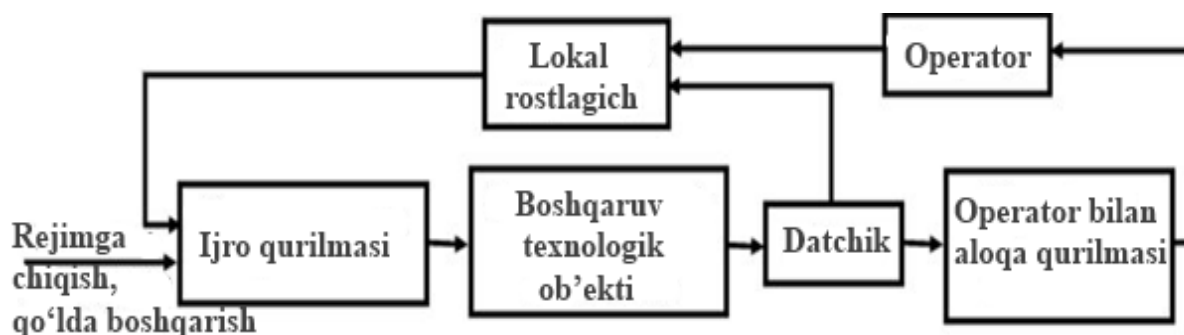 Lokal
rostlagich
Operator
Rejimga
chiqish,
qo‘lda boshqarish
Ijro qurilmasi
Boshqaruv
texnologik
ob’ekti
Datchik
Operator bilan
aloqa qurilmasi